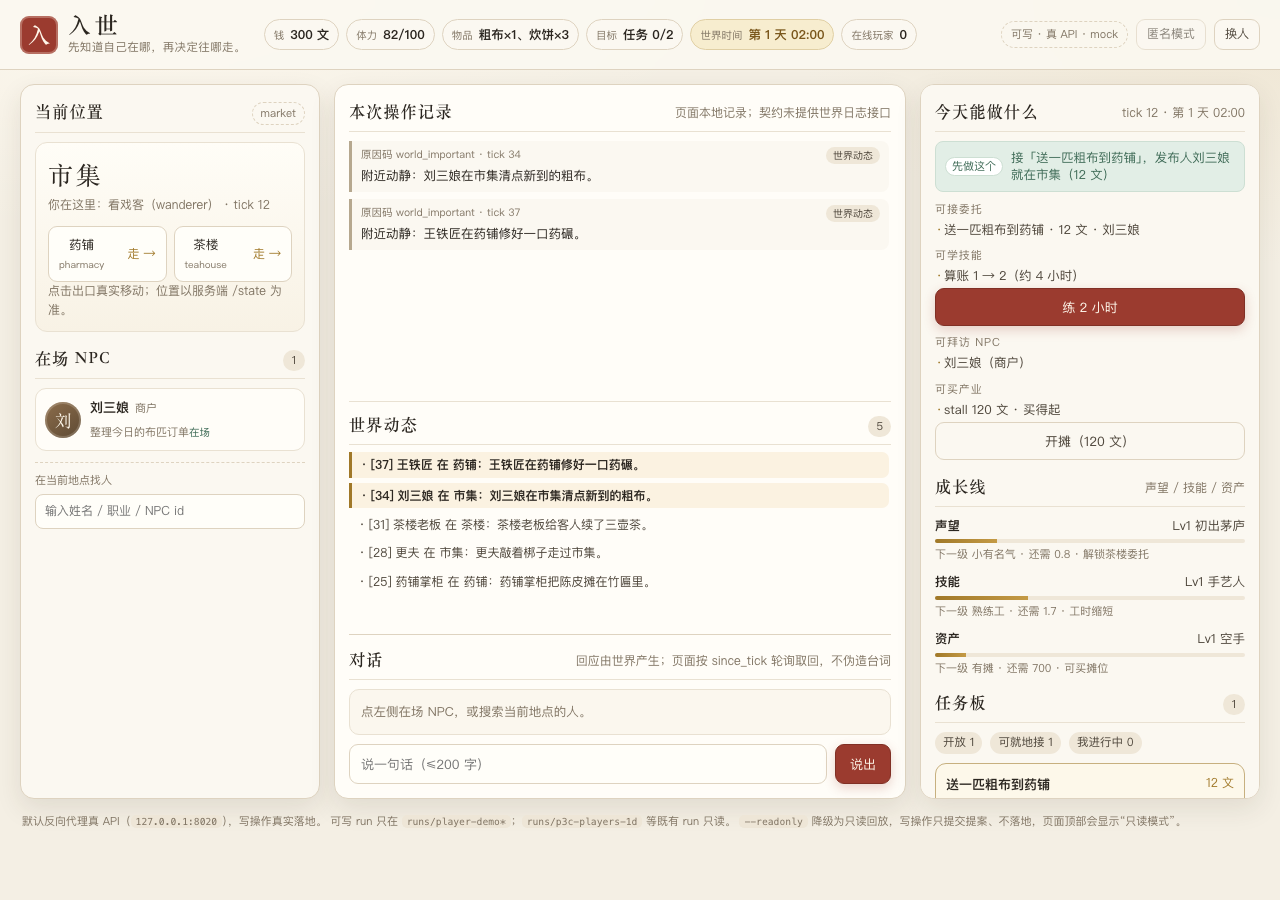 入
入世
先知道自己在哪，再决定往哪走。
钱 300 文
体力 82/100
物品 粗布×1、炊饼×3
目标 任务 0/2
世界时间 第 1 天 02:00
在线玩家 0
可写 · 真 API · mock
匿名模式
换人
当前位置
market
市集
你在这里：看戏客（wanderer） · tick 12
药铺
pharmacy
走 →
茶楼
teahouse
走 →
点击出口真实移动；位置以服务端 /state 为
准。
在场 NPC
1
刘
刘三娘 商户
整理今日的布匹订单在场
在当前地点找人
输入姓名 / 职业 / NPC id
本次操作记录
页面本地记录；契约未提供世界日志接口
原因码 world_important · tick 34
世界动态
附近动静：刘三娘在市集清点新到的粗布。
原因码 world_important · tick 37
世界动态
附近动静：王铁匠在药铺修好一口药碾。
世界动态
5
· [37] 王铁匠 在 药铺：王铁匠在药铺修好一口药碾。
· [34] 刘三娘 在 市集：刘三娘在市集清点新到的粗布。
· [31] 茶楼老板 在 茶楼：茶楼老板给客人续了三壶茶。
· [28] 更夫 在 市集：更夫敲着梆子走过市集。
· [25] 药铺掌柜 在 药铺：药铺掌柜把陈皮摊在竹匾里。
对话
回应由世界产生；页面按 since_tick 轮询取回，不伪造台词
点左侧在场 NPC，或搜索当前地点的人。
说一句话（≤200 字）
说出
今天能做什么
tick 12 · 第 1 天 02:00
先做这个
接「送一匹粗布到药铺」，发布人刘三娘
就在市集（12 文）
可接委托
· 送一匹粗布到药铺 · 12 文 · 刘三娘
可学技能
· 算账 1 → 2（约 4 小时）
练 2 小时
可拜访 NPC
· 刘三娘（商户）
可买产业
· stall 120 文 · 买得起
开摊（120 文）
成长线
声望 / 技能 / 资产
声望
Lv1 初出茅庐
下一级 小有名气 · 还需 0.8 · 解锁茶楼委托
技能
Lv1 手艺人
下一级 熟练工 · 还需 1.7 · 工时缩短
资产
Lv1 空手
下一级 有摊 · 还需 700 · 可买摊位
任务板
1
开放 1
可就地接 1
我进行中 0
送一匹粗布到药铺
12 文
默认反向代理真 API（ 127.0.0.1:8020 ），写操作真实落地。 可写 run 只在 runs/player-demo* ； runs/p3c-players-1d 等既有 run 只读。 --readonly 降级为只读回放，写操作只提交提案、不落地，页面顶部会显示“只读模式”。